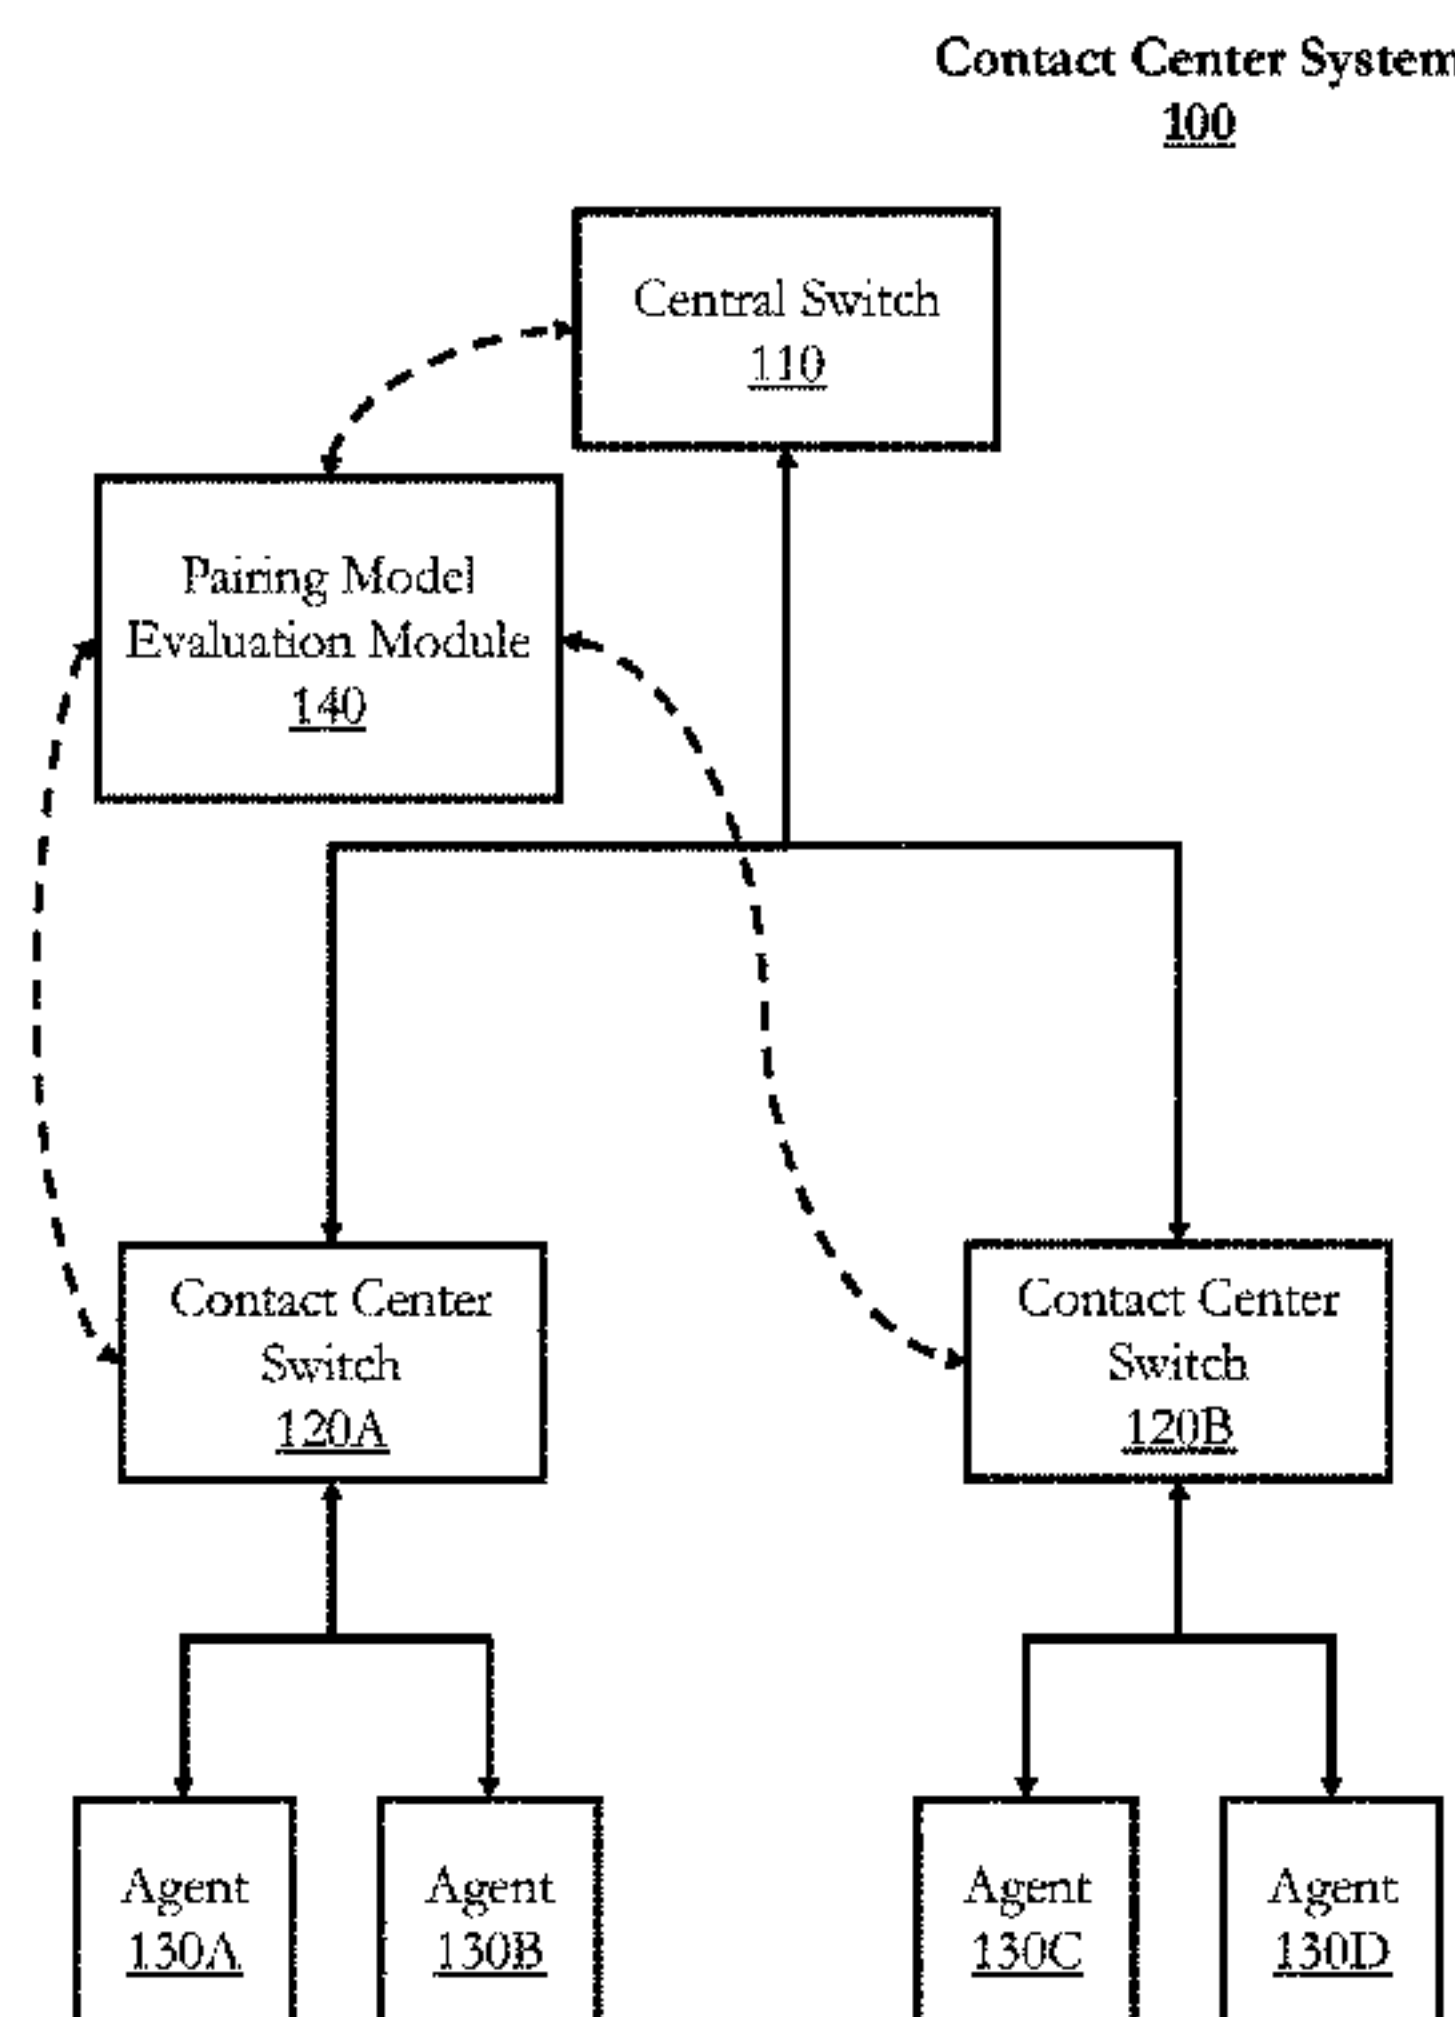 Contact Center System
100
Central Switch
110
Pairing Model
Evaluation Module
140
Contact Center
Switch
120A
Contact Center
Switch
120B
Agent
130A
Agent
130B
Agent
130C
Agent
130D